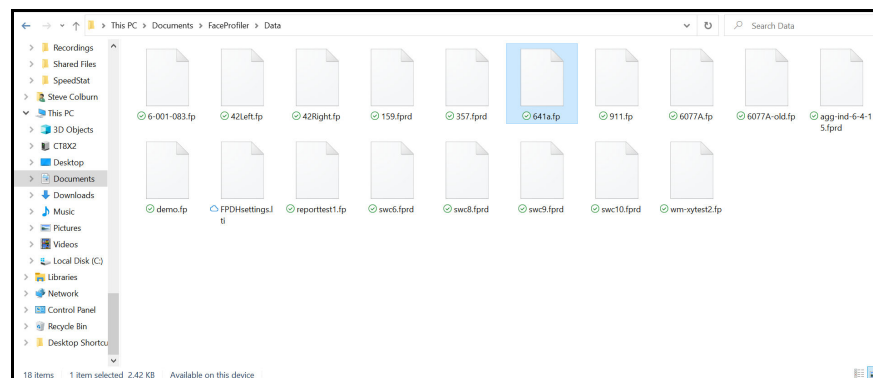 This PC > Documents > FaceProfiler > Data
Search Data
Recordings
Shared Files
SpeedStat
Steve Colburn
This PC
3D Objects
CT8X2
Desktop
Documents
Downloads
Music
Pictures
Videos
Local Disk (C:)
Libraries
Network
Control Panel
Recycle Bin
Desktop Shortcu
6-001-083.fp
42Left.fp
42Right.fp
159.fprd
357.fprd
641a.fp
911.fp
6077A.fp
6077A-old.fp
agg-ind-6-4-1
5.fprd
demo.fp
FPDHsettings.l
ti
reporttest1.fp
swc6.fprd
swc8.fprd
swc9.fprd
swc10.fprd
wm-xytest2.fp
18 items 1 item selected 2.42 KB Available on this device